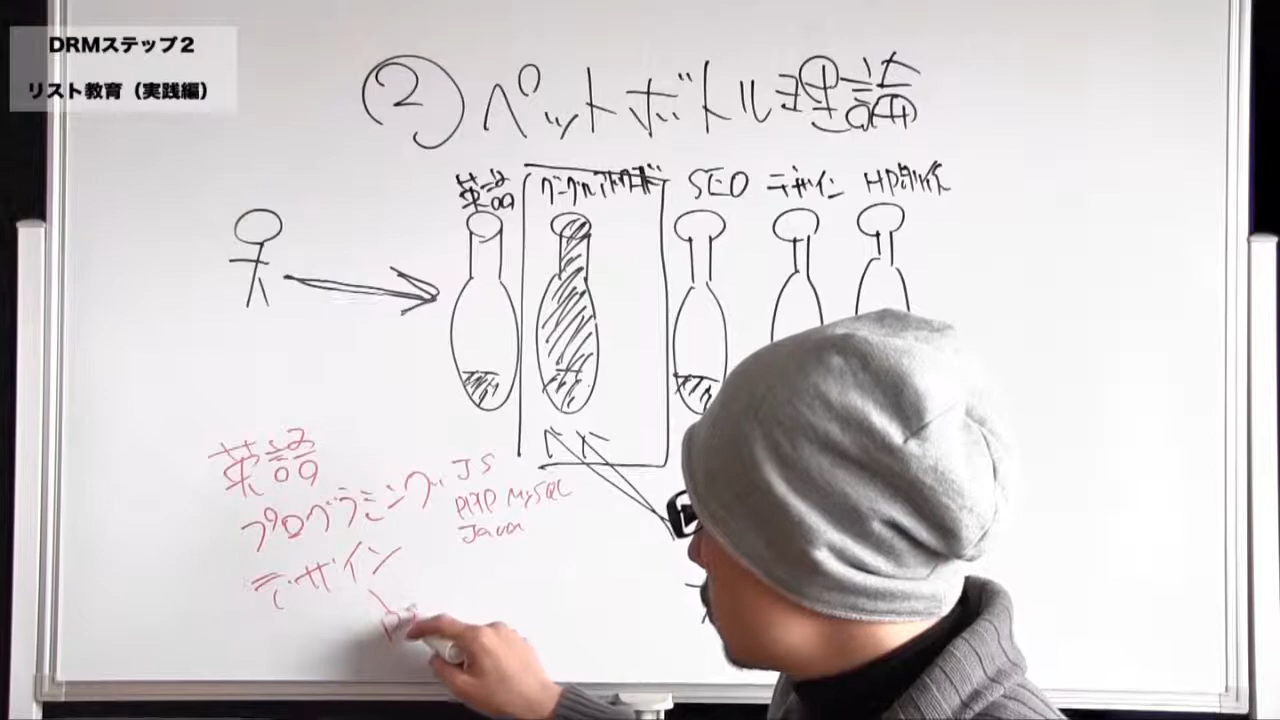 DRMステップ2
リスト教育（実践編）
② ペットボトル理論
英語 グーグルアドワーズ SEO デザイン HP制作
英語
プログラミング JS
PHP MySQL
Java
デザイン